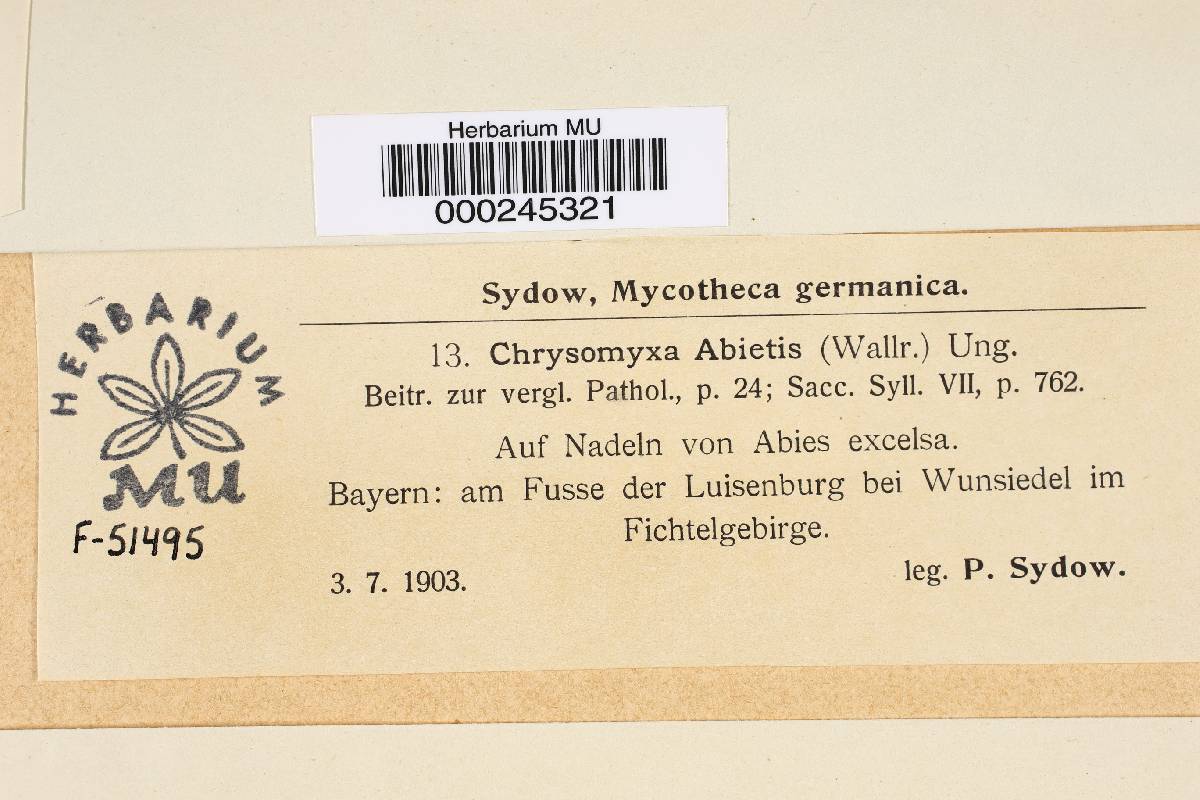 Herbarium MU
000245321
HERBARIUM
MU
F-51495
Sydow, Mycotheca germanica.
13. Chrysomyxa Abietis (Wallr.) Ung.
Beitr. zur vergl. Pathol., p. 24; Sacc. Syll. VII, p. 762.
Auf Nadeln von Abies excelsa.
Bayern: am Fusse der Luisenburg bei Wunsiedel im
Fichtelgebirge.
3. 7. 1903.
leg. P. Sydow.